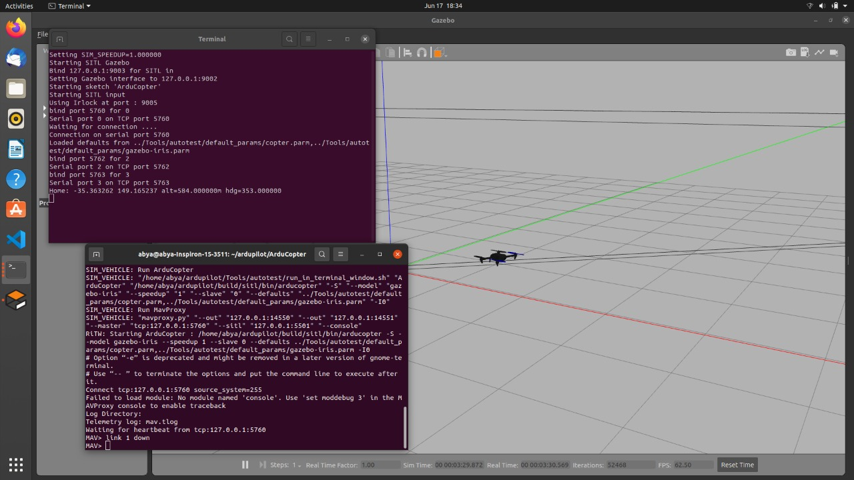 Activities
Terminal
Jun 17 18:34
Gazebo
Terminal
Setting SIM_SPEEDUP=1.000000
Starting SITL Gazebo
Bind 127.0.0.1:9003 for SITL in
Setting Gazebo interface to 127.0.0.1:9002
Starting sketch 'ArduCopter'
Starting SITL input
Using Irlock at port : 9005
bind port 5760 for 0
Serial port 0 on TCP port 5760
Waiting for connection ....
Connection on serial port 5760
Loaded defaults from ../Tools/autotest/default_params/copter.parm,../Tools/autot
est/default_params/gazebo-iris.parm
bind port 5762 for 2
Serial port 2 on TCP port 5762
bind port 5763 for 3
Serial port 3 on TCP port 5763
Home: -35.363262 149.165237 alt=584.000000m hdg=353.000000
abya@abya-Inspiron-15-3511: ~/ardupilot/ArduCopter
SIM_VEHICLE: Run ArduCopter
SIM_VEHICLE: "/home/abya/ardupilot/Tools/autotest/run_in_terminal_window.sh" "A
rduCopter" "/home/abya/ardupilot/build/sitl/bin/arducopter" "-S" "--model" "gaz
ebo-iris" "--speedup" "1" "--slave" "0" "--defaults" "../Tools/autotest/default
_params/copter.parm,../Tools/autotest/default_params/gazebo-iris.parm" "-I0"
SIM_VEHICLE: Run MavProxy
SIM_VEHICLE: "mavproxy.py" "--out" "127.0.0.1:14550" "--out" "127.0.0.1:14551"
"--master" "tcp:127.0.0.1:5760" "--sitl" "127.0.0.1:5501" "--console"
RiTW: Starting ArduCopter : /home/abya/ardupilot/build/sitl/bin/arducopter -S -
-model gazebo-iris --speedup 1 --slave 0 --defaults ../Tools/autotest/default_p
arams/copter.parm,../Tools/autotest/default_params/gazebo-iris.parm -I0
# Option “-e” is deprecated and might be removed in a later version of gnome-te
rminal.
# Use “-- ” to terminate the options and put the command line to execute after
it.
Connect tcp:127.0.0.1:5760 source_system=255
Failed to load module: No module named 'console'. Use 'set moddebug 3' in the M
AVProxy console to enable traceback
Log Directory:
Telemetry log: mav.tlog
Waiting for heartbeat from tcp:127.0.0.1:5760
MAV> link 1 down
MAV>
Steps: 1
Real Time Factor: 1.00
Sim Time: 00:00:03:29.872
Real Time: 00:00:03:30.569
Iterations: 52468
FPS: 62.50
Reset Time